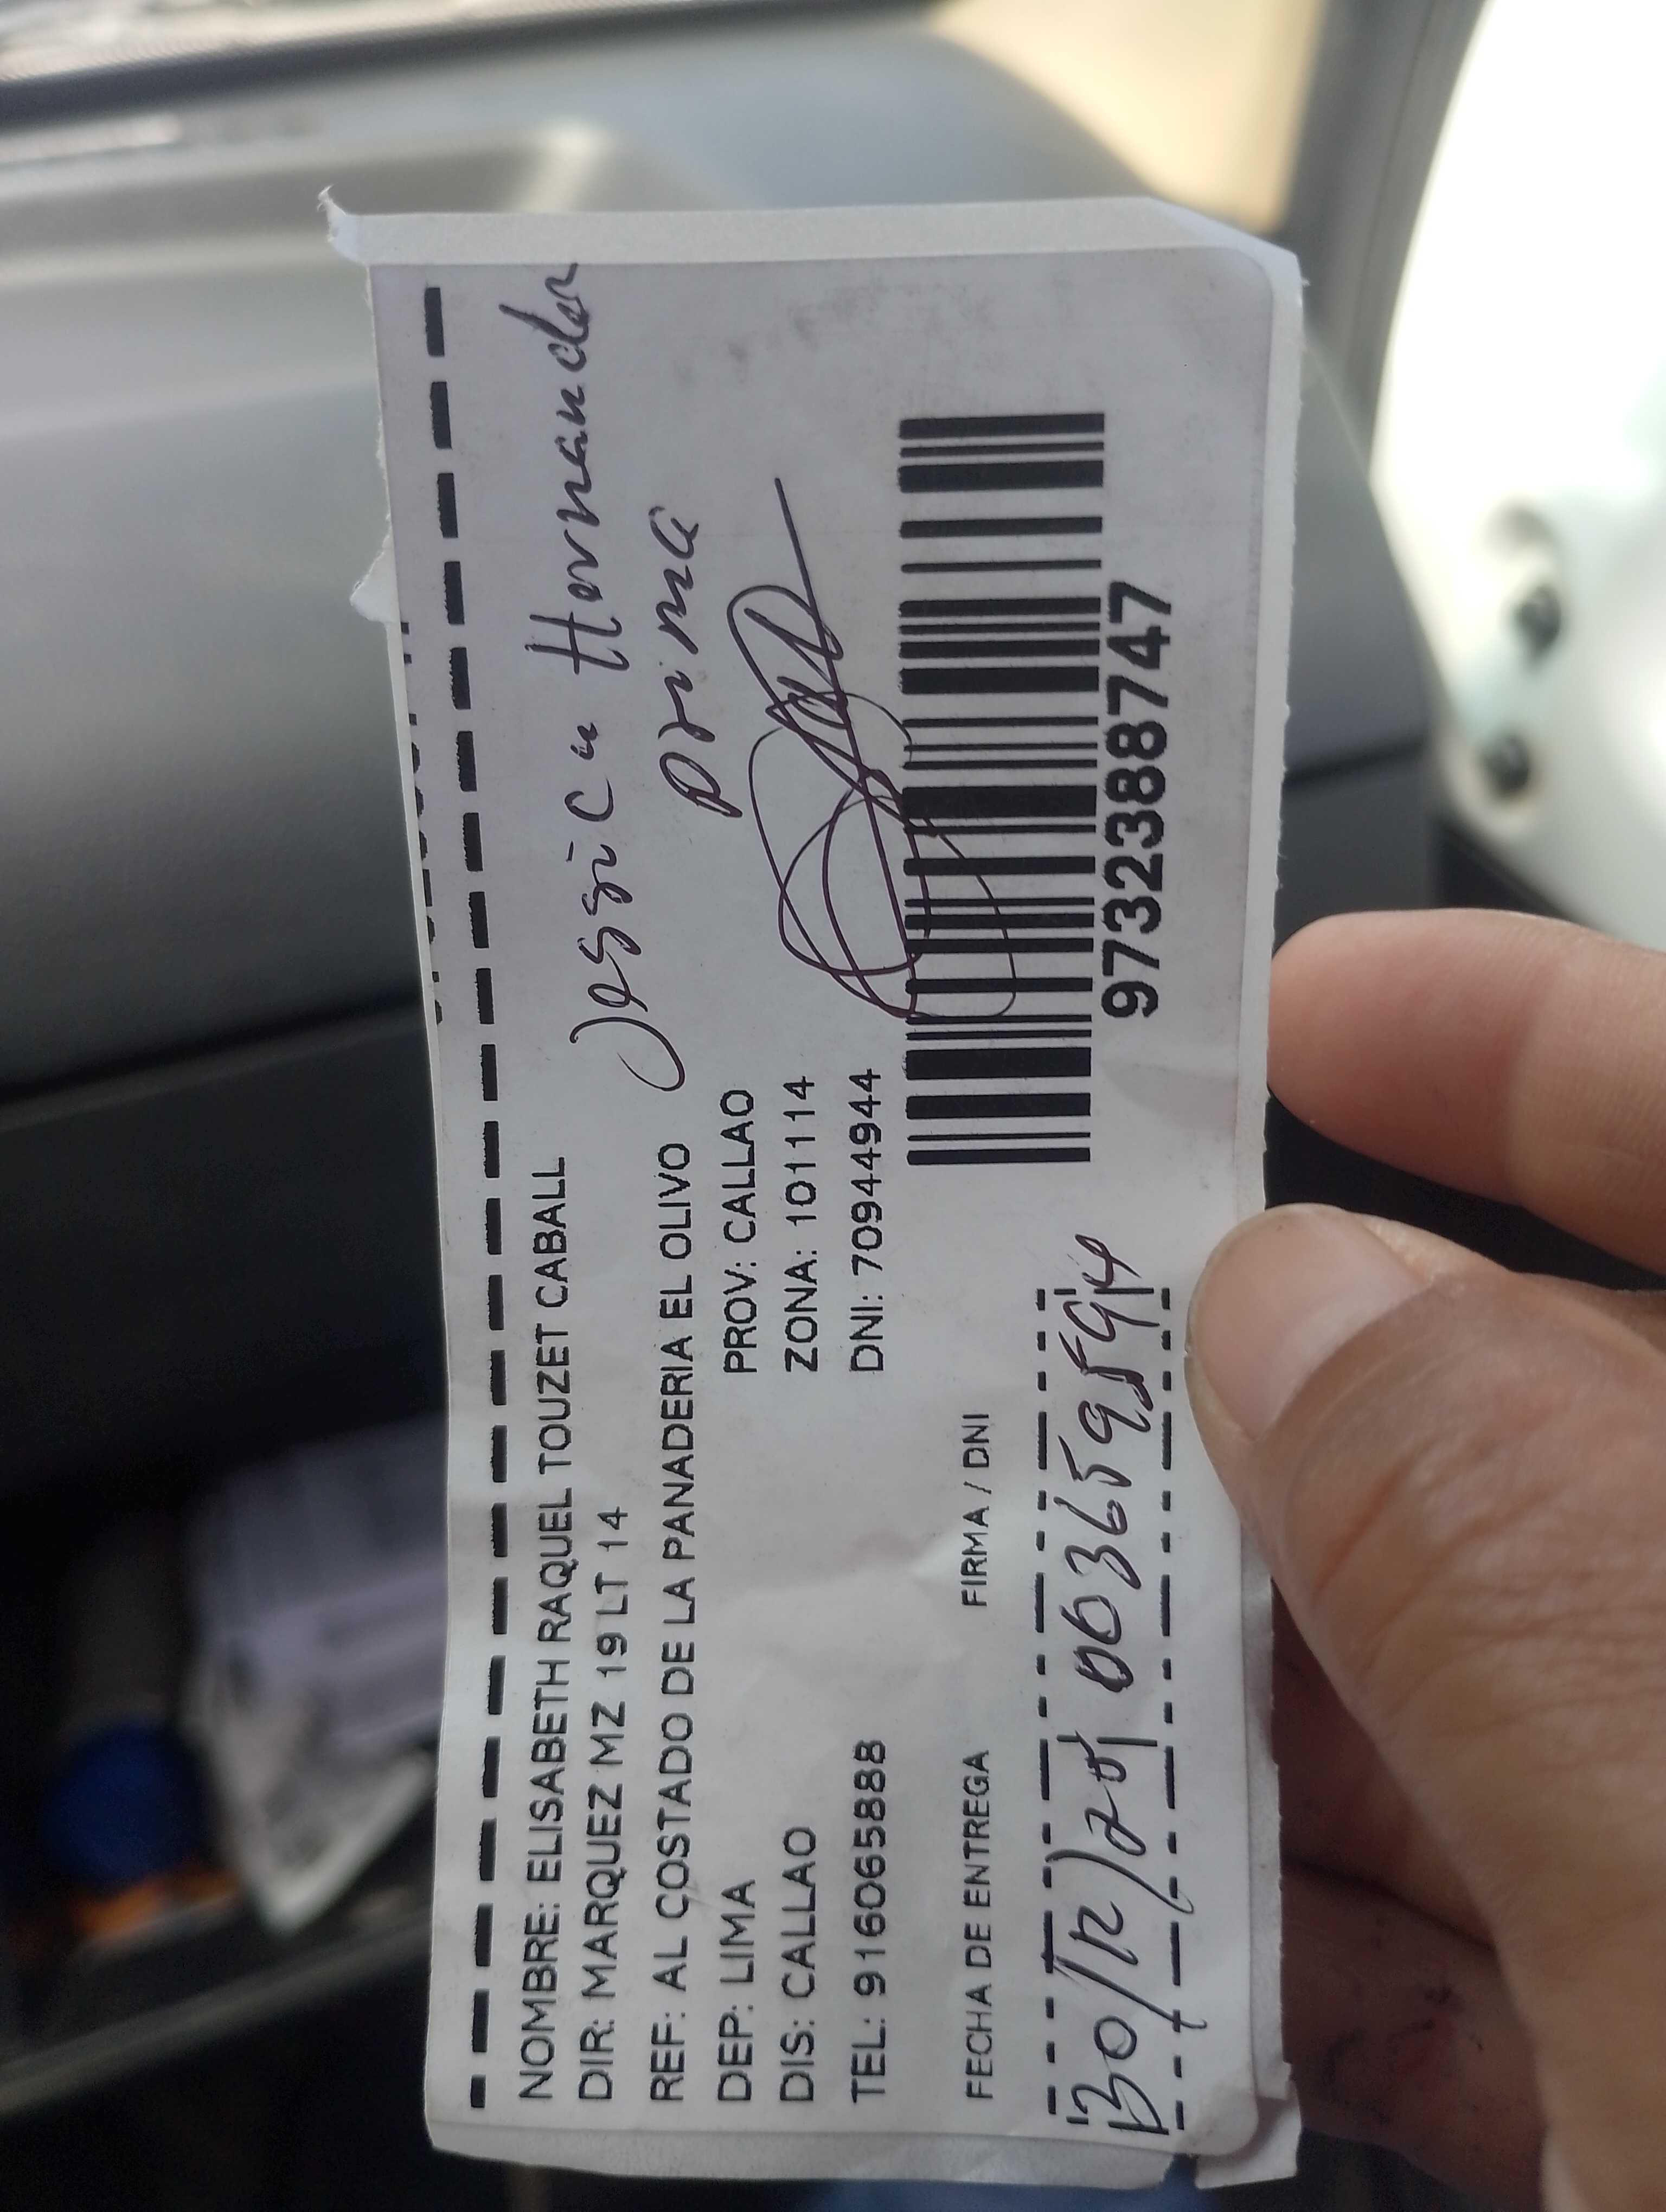 NOMBRE: ELISABETH RAQUEL TOUZET CABALL
DIR: MARQUEZ MZ 19 LT 14
REF: AL COSTADO DE LA PANADERIA EL OLIVO
DEP: LIMA PROV: CALLAO
DIS: CALLAO ZONA: 101114
TEL: 916065888 DNI: 70944944
Jessica Hernandez
prima
FECHA DE ENTREGA FIRMA / DNI
30/12/
9732388747